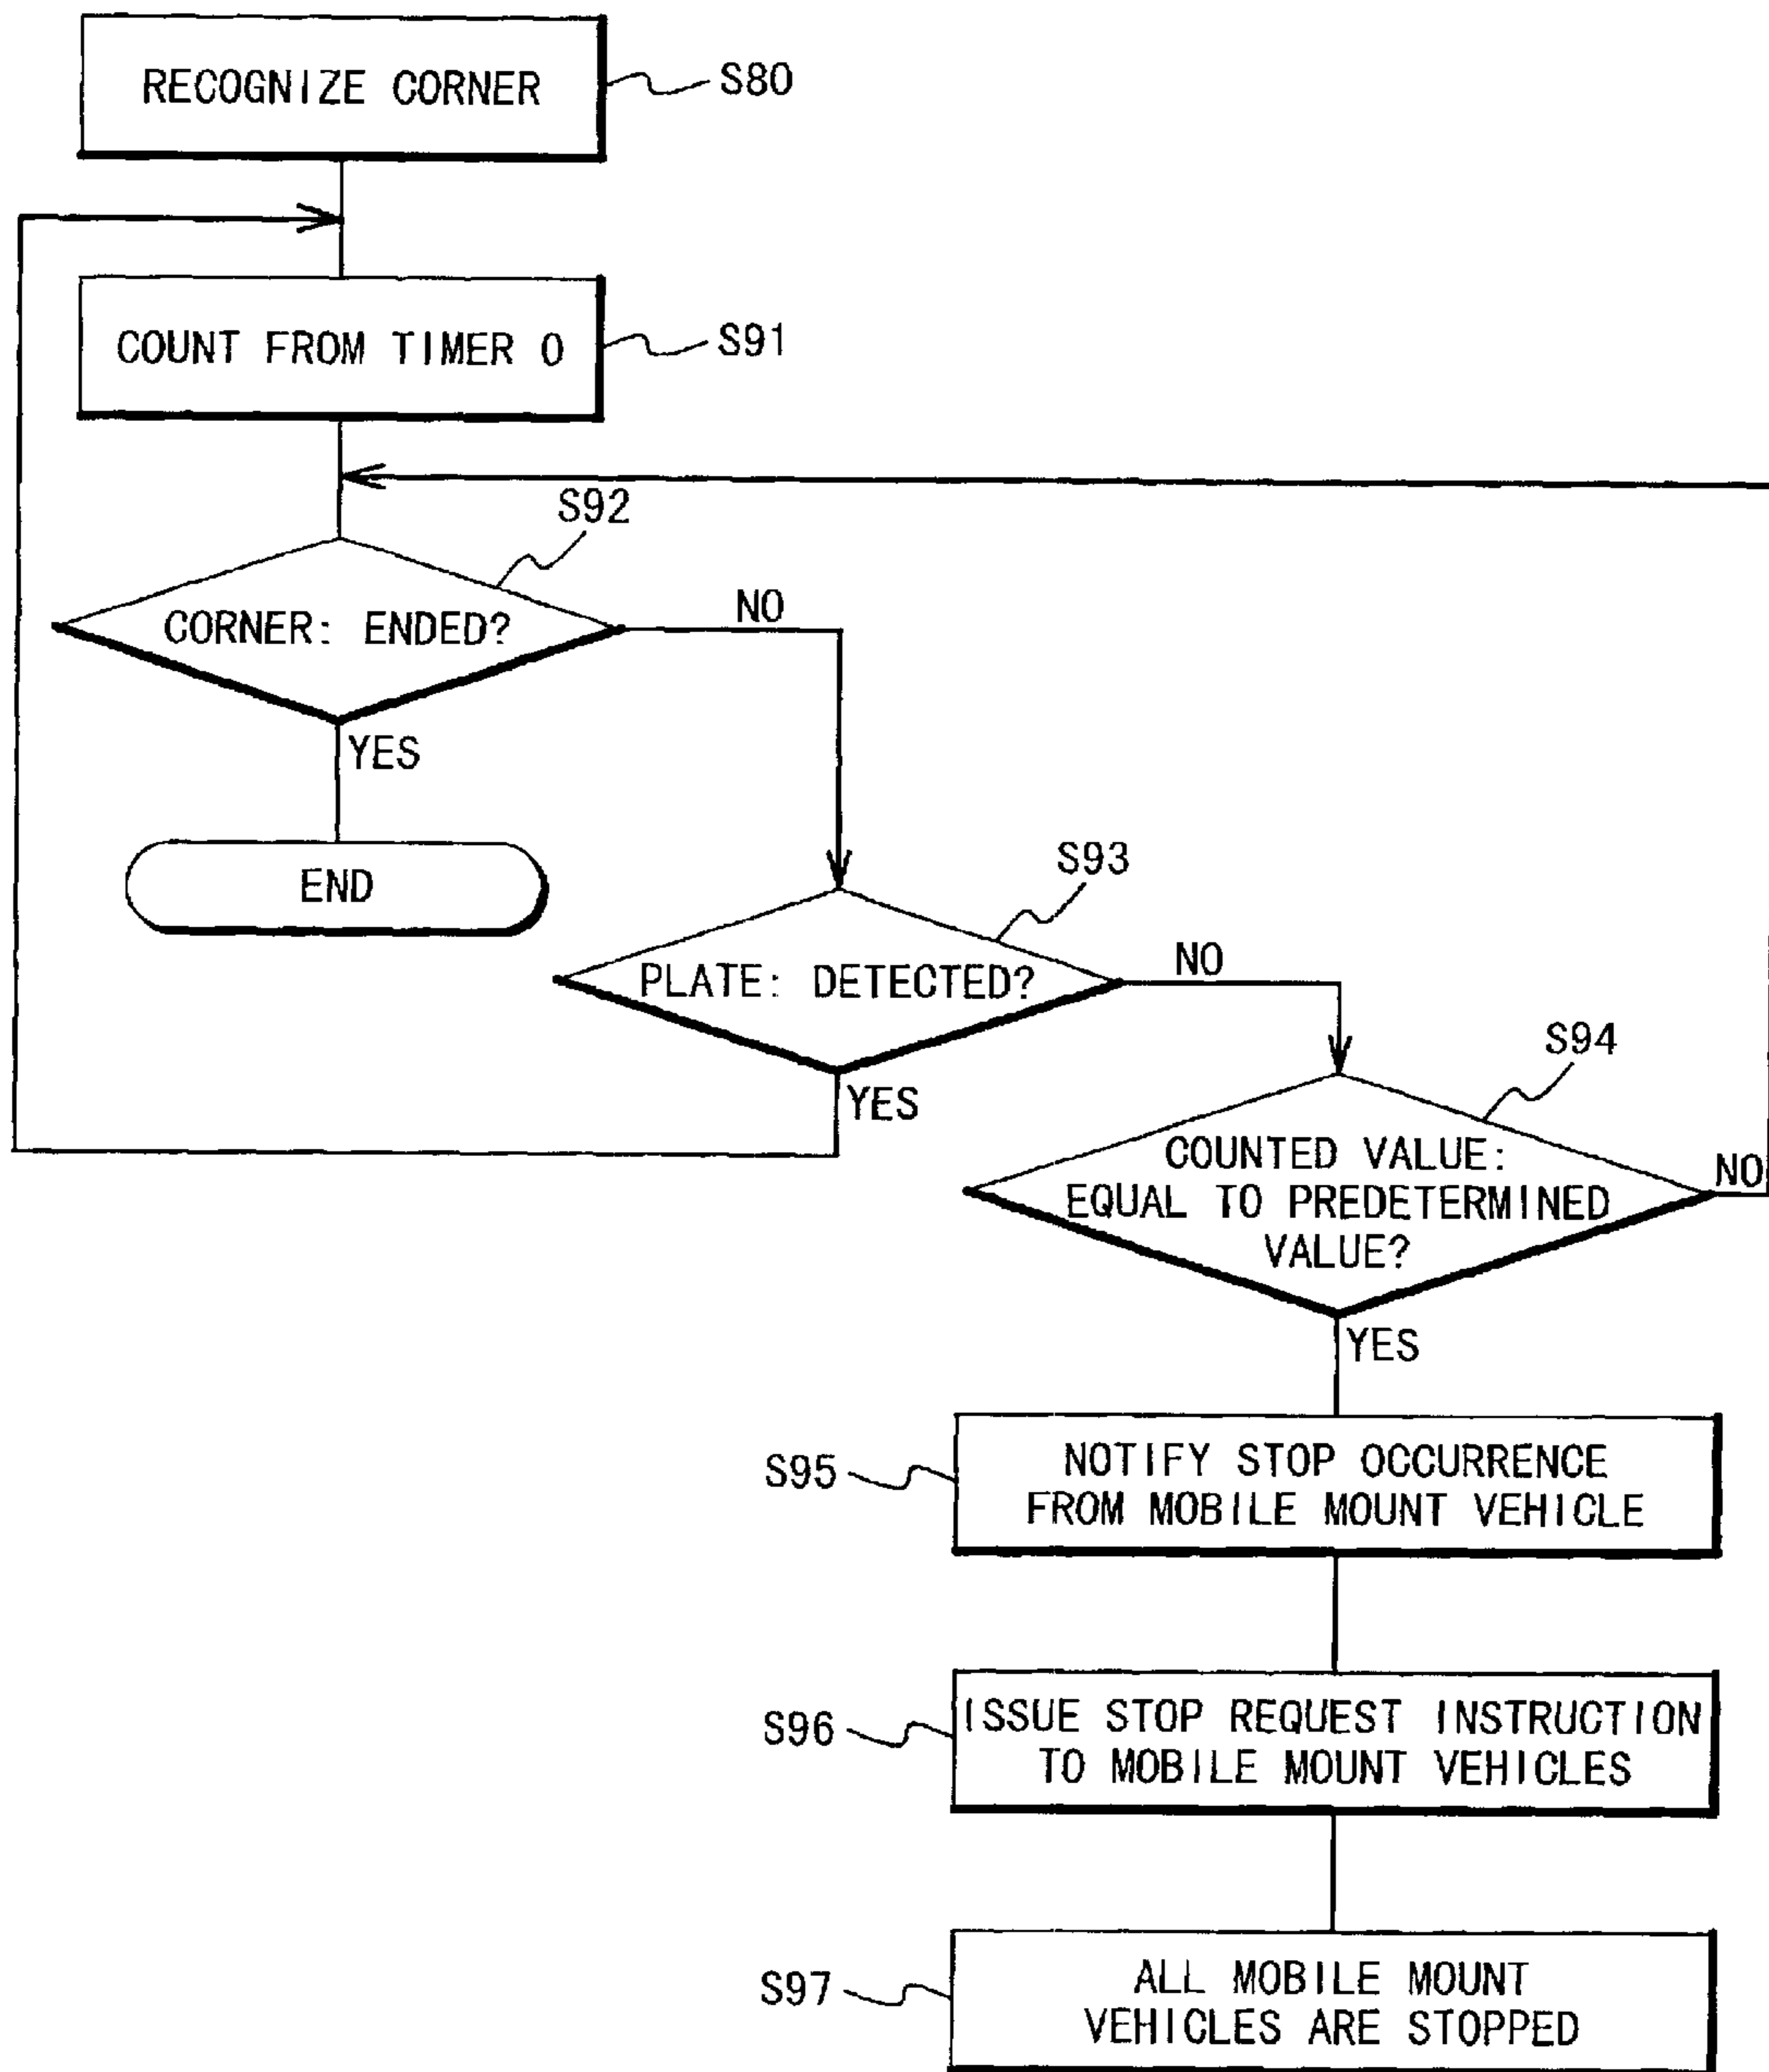 RECOGNIZE CORNER
S80
COUNT FROM TIMER 0
S91
S92
CORNER: ENDED?
NO
YES
END
S93
PLATE: DETECTED?
NO
YES
S94
COUNTED VALUE:
EQUAL TO PREDETERMINED
VALUE?
NO
YES
S95
NOTIFY STOP OCCURRENCE
FROM MOBILE MOUNT VEHICLE
S96
ISSUE STOP REQUEST INSTRUCTION
TO MOBILE MOUNT VEHICLES
S97
ALL MOBILE MOUNT
VEHICLES ARE STOPPED